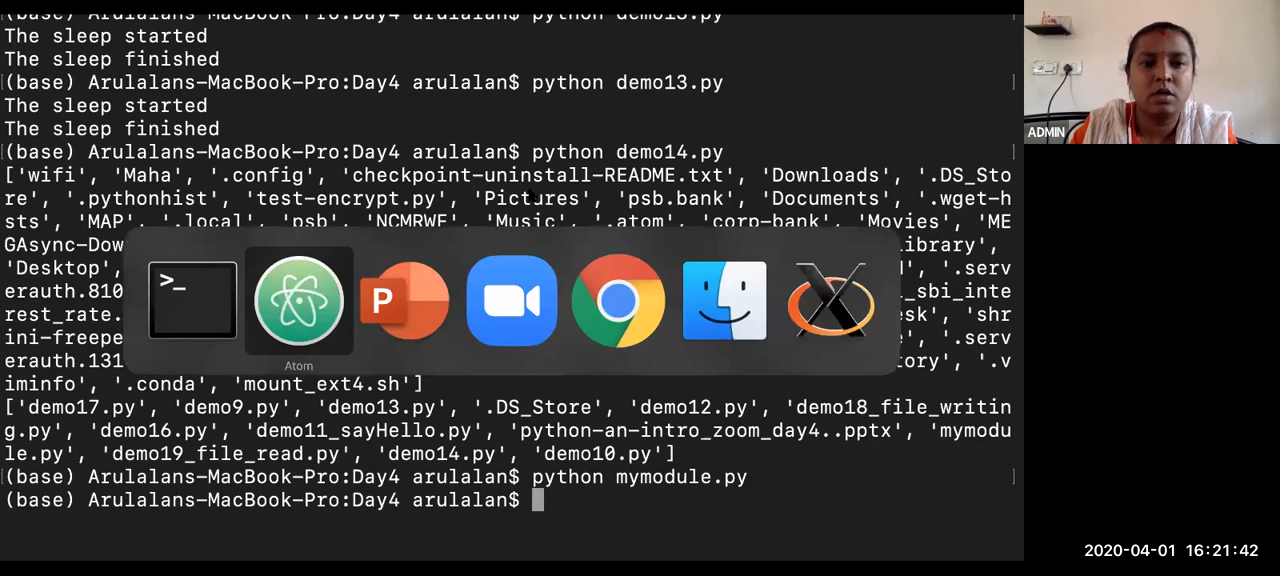 (base) Arulalans-MacBook-Pro:Day4 arulalan$ python demo13.py
The sleep started
The sleep finished
(base) Arulalans-MacBook-Pro:Day4 arulalan$ python demo13.py
The sleep started
The sleep finished
(base) Arulalans-MacBook-Pro:Day4 arulalan$ python demo14.py
['wifi', 'Maha', '.config', 'checkpoint-uninstall-README.txt', 'Downloads', '.DS_Sto
re', '.pythonhist', 'test-encrypt.py', 'Pictures', 'psb.bank', 'Documents', '.wget-h
sts', 'MAP', '.local', 'psb', 'NCMRWF', 'Music', '.atom', 'corp-bank', 'Movies', 'ME
GAsync-Dow ibrary',
'Desktop', '.serv
erauth.810 _sbi_inte
rest_rate. esk', 'shr
ini-freepe '.serv
erauth.131 tory', '.v
iminfo', '.conda', 'mount_ext4.sh']
['demo17.py', 'demo9.py', 'demo13.py', '.DS_Store', 'demo12.py', 'demo18_file_writin
g.py', 'demo16.py', 'demo11_sayHello.py', 'python-an-intro_zoom_day4..pptx', 'mymodu
le.py', 'demo19_file_read.py', 'demo14.py', 'demo10.py']
(base) Arulalans-MacBook-Pro:Day4 arulalan$ python mymodule.py
(base) Arulalans-MacBook-Pro:Day4 arulalan$
>_
P
Atom
ADMIN
2020-04-01 16:21:42